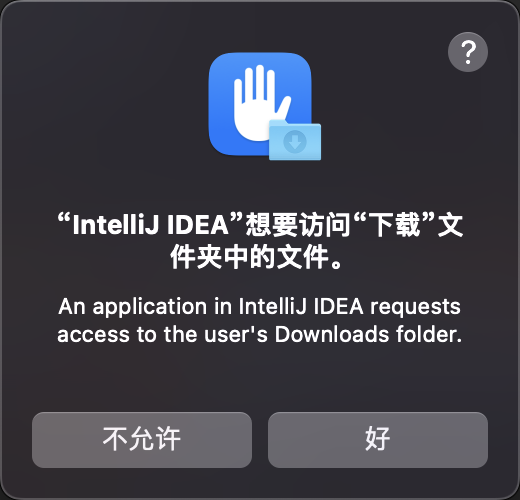 ?
“IntelliJ IDEA”想要访问“下载”文
件夹中的文件。
An application in IntelliJ IDEA requests
access to the user's Downloads folder.
不允许
好